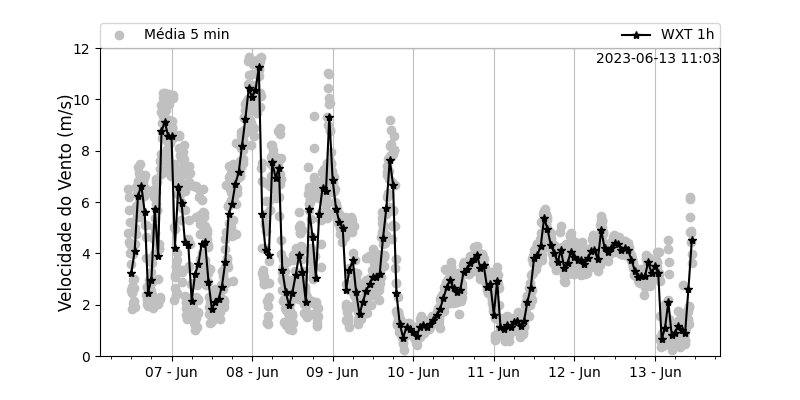 Média 5 min
WXT 1h
2023-06-13 11:03
Velocidade do Vento (m/s)
12
10
8
6
4
2
0
07 - Jun
08 - Jun
09 - Jun
10 - Jun
11 - Jun
12 - Jun
13 - Jun